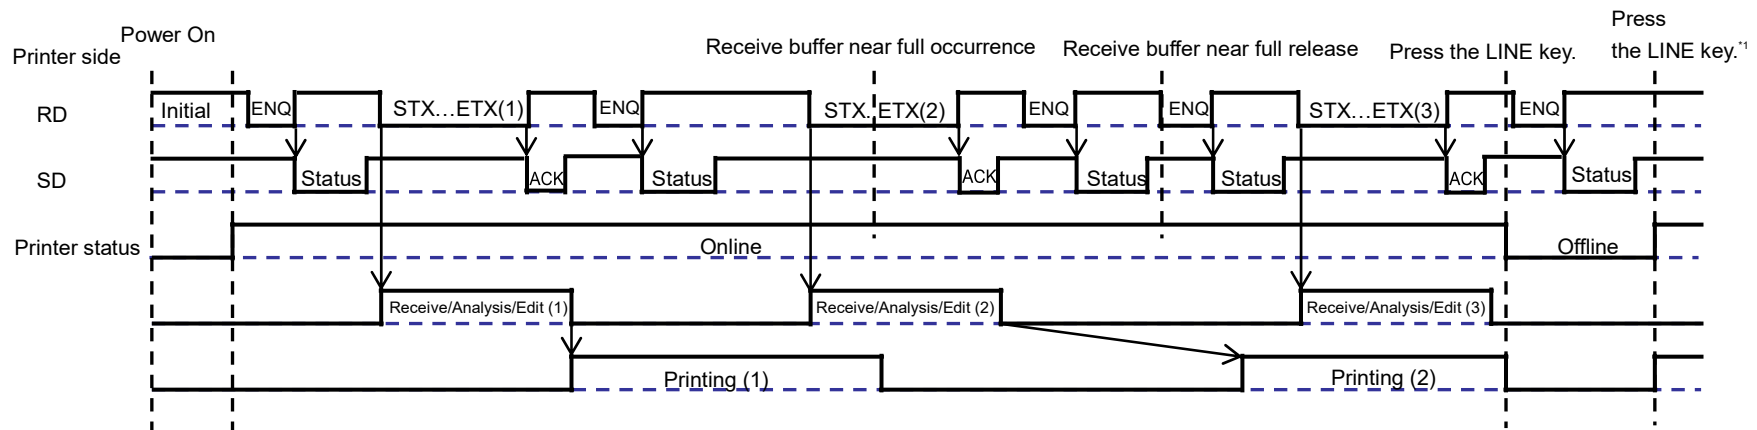 Press
Power On
Receive buffer near full occurrence
Receive buffer near full release
Press the LINE key.
the LINE key.*1
Printer side
RD
Initial
ENQ
STX…ETX(1)
ENQ
STX…ETX(2)
ENQ
ENQ
STX…ETX(3)
ENQ
SD
Status
ACK
Status
ACK
Status
Status
ACK
Status
Printer status
Online
Offline
Receive/Analysis/Edit (1)
Receive/Analysis/Edit (2)
Receive/Analysis/Edit (3)
Printing (1)
Printing (2)